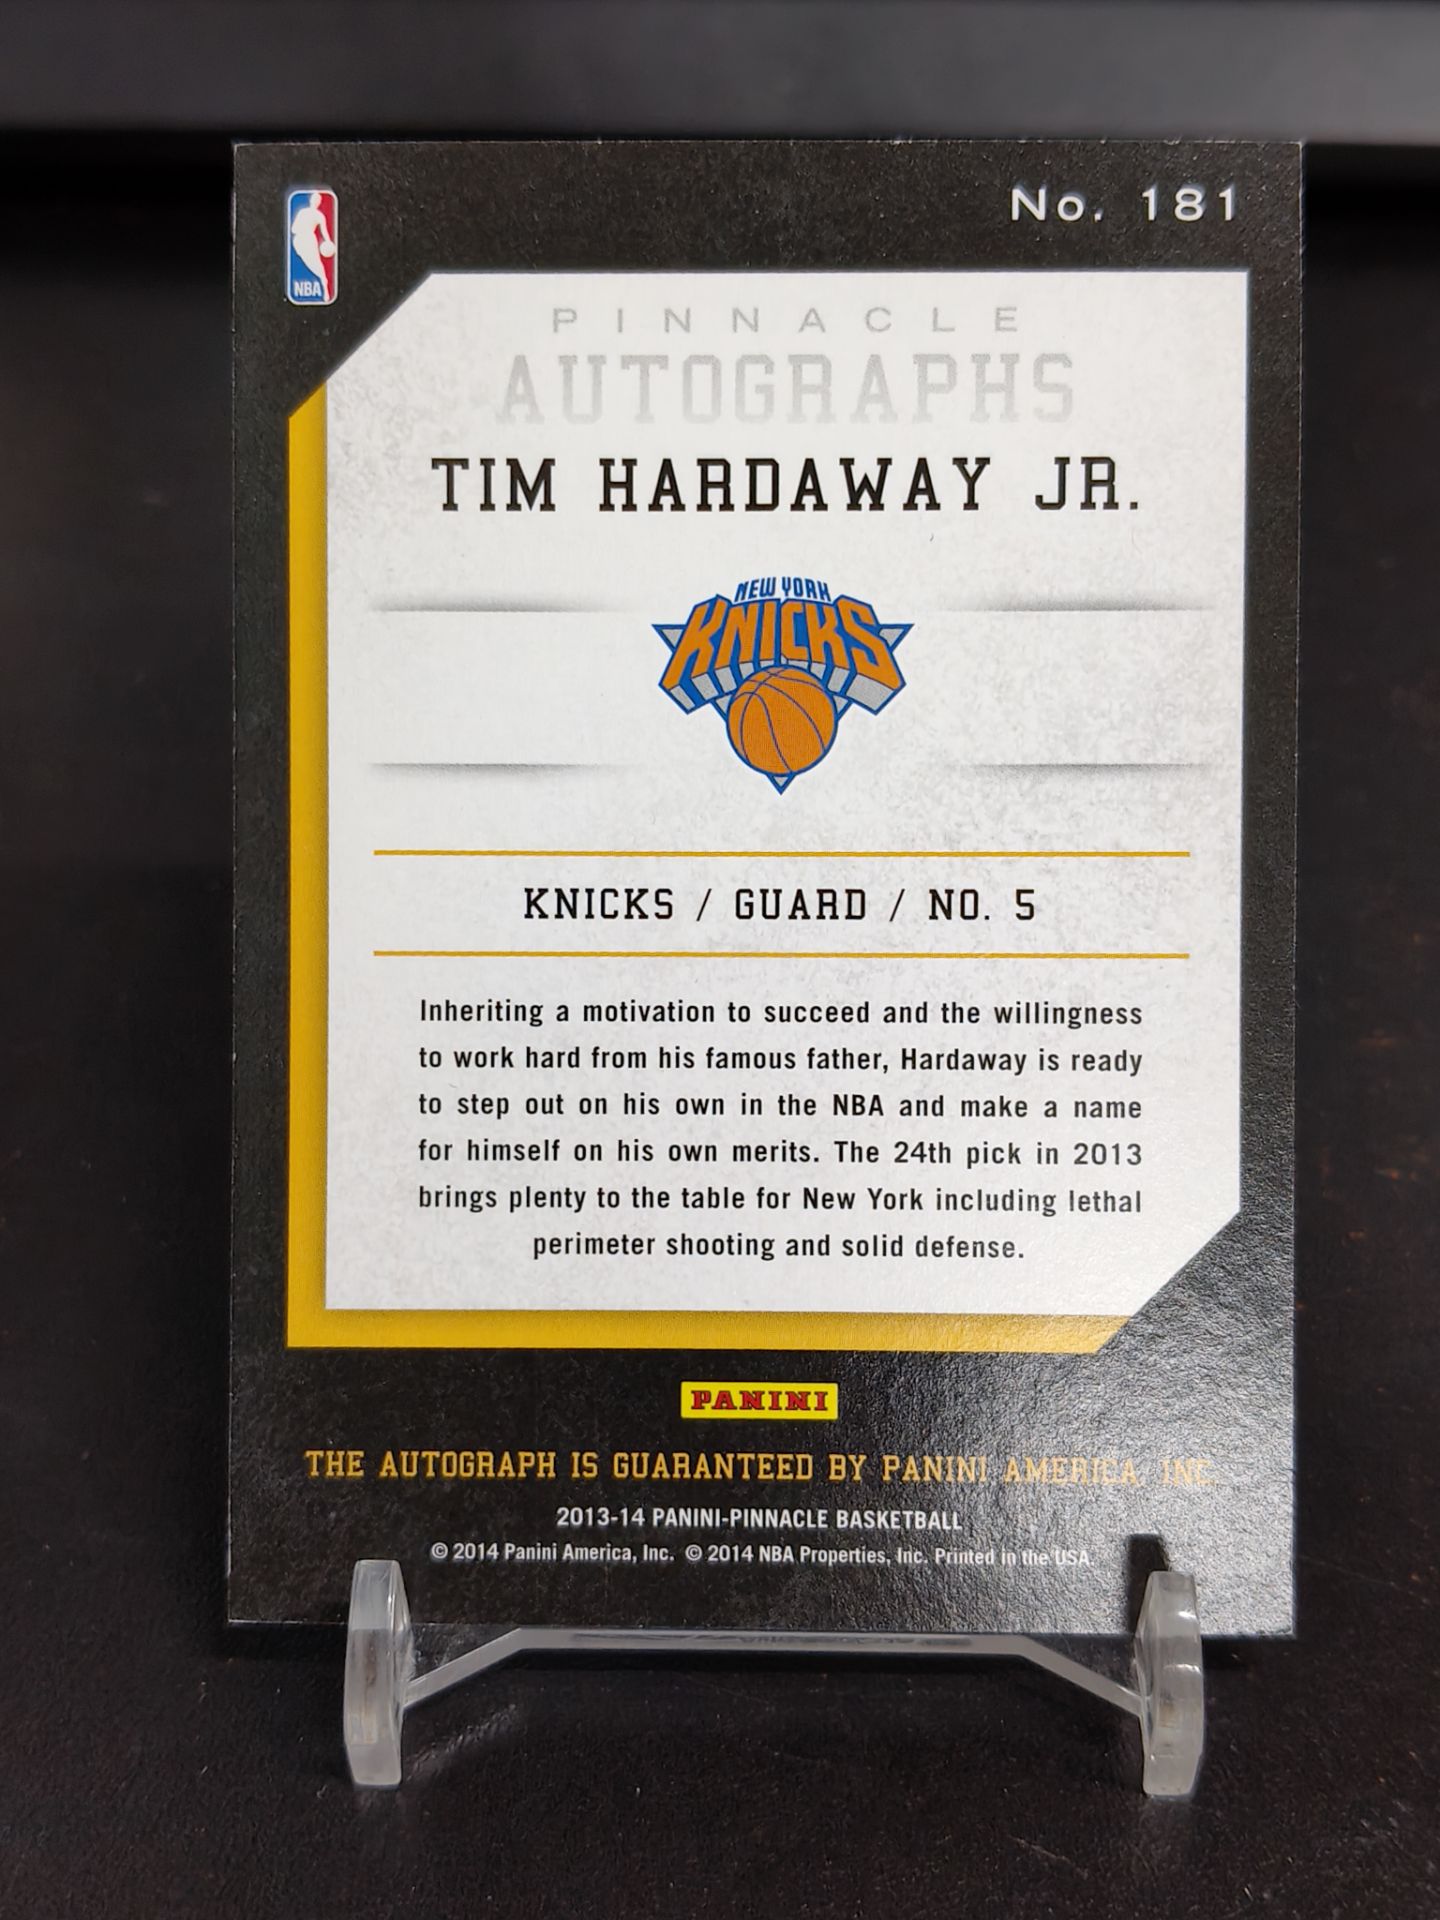 No. 181
NBA
PINNACLE
AUTOGRAPHS
TIM HARDAWAY JR.
NEW YORK
KNICKS
KNICKS / GUARD / NO. 5
Inheriting a motivation to succeed and the willingness
to work hard from his famous father, Hardaway is ready
to step out on his own in the NBA and make a name
for himself on his own merits. The 24th pick in 2013
brings plenty to the table for New York including lethal
perimeter shooting and solid defense.
PANINI
THE AUTOGRAPH IS GUARANTEED BY PANINI AMERICA, INC.
2013-14 PANINI-PINNACLE BASKETBALL
© 2014 Panini America, Inc. © 2014 NBA Properties, Inc. Printed in the USA.